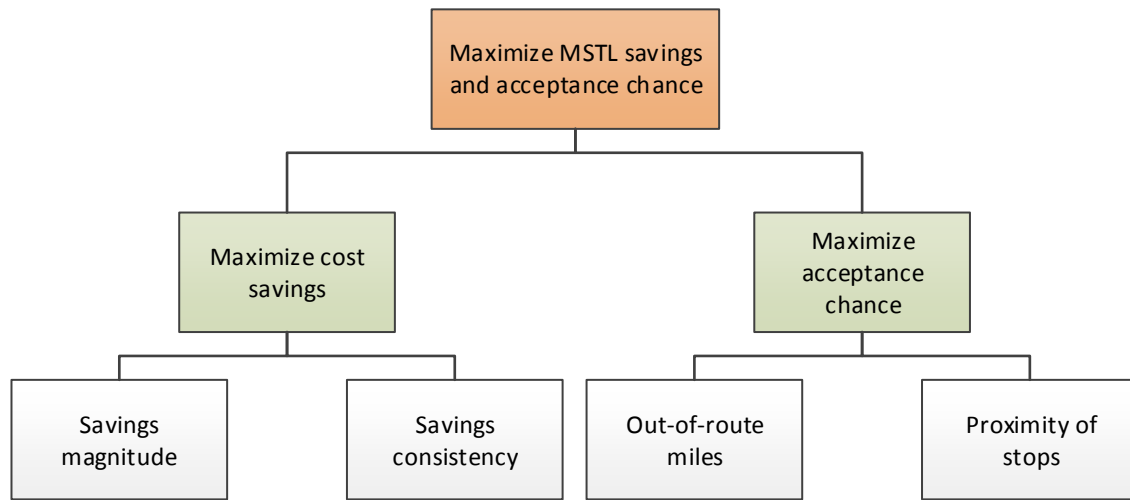 Maximize MSTL savings
and acceptance chance
Maximize cost
savings
Maximize
acceptance
chance
Savings
magnitude
Savings
consistency
Out-of-route
miles
Proximity of
stops